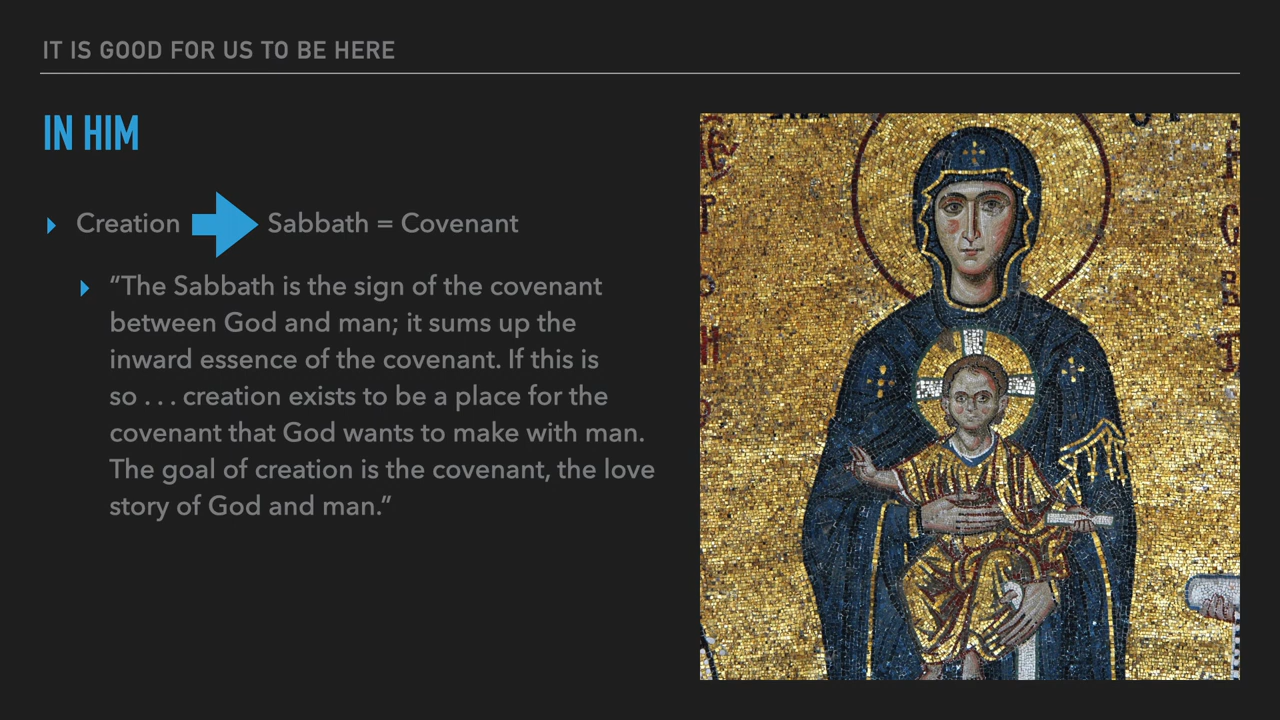 IT IS GOOD FOR US TO BE HERE
IN HIM
Creation Sabbath = Covenant
“The Sabbath is the sign of the covenant
between God and man; it sums up the
inward essence of the covenant. If this is
so . . . creation exists to be a place for the
covenant that God wants to make with man.
The goal of creation is the covenant, the love
story of God and man.”